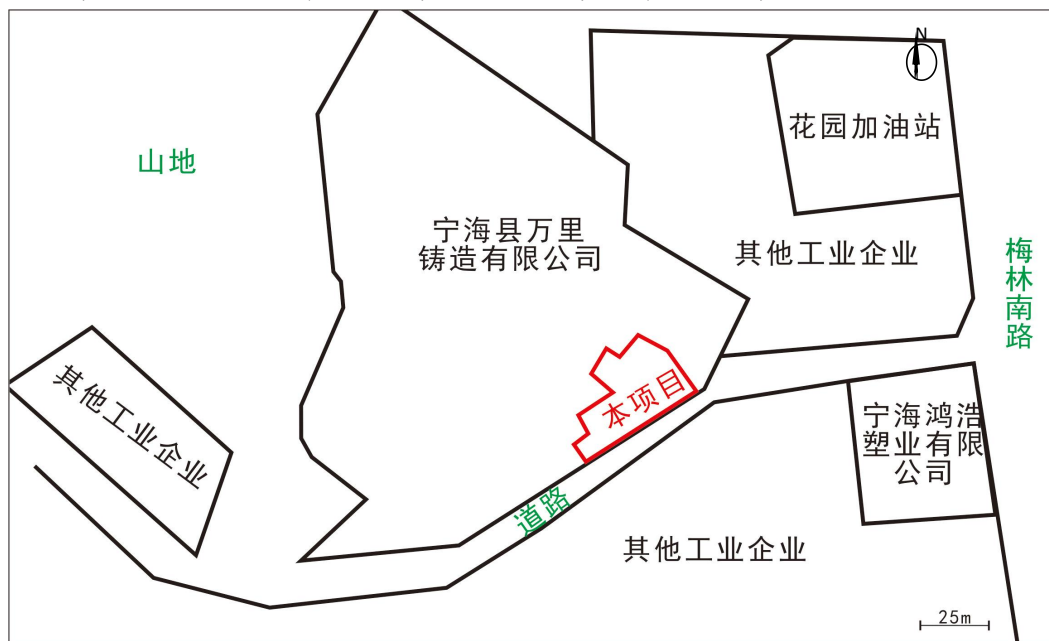 N
花园加油站
山地
宁海县万里
铸造有限公司
其他工业企业
梅林南路
本项目
其他工业企业
宁海鸿浩
塑业有限
公司
道路
其他工业企业
25m